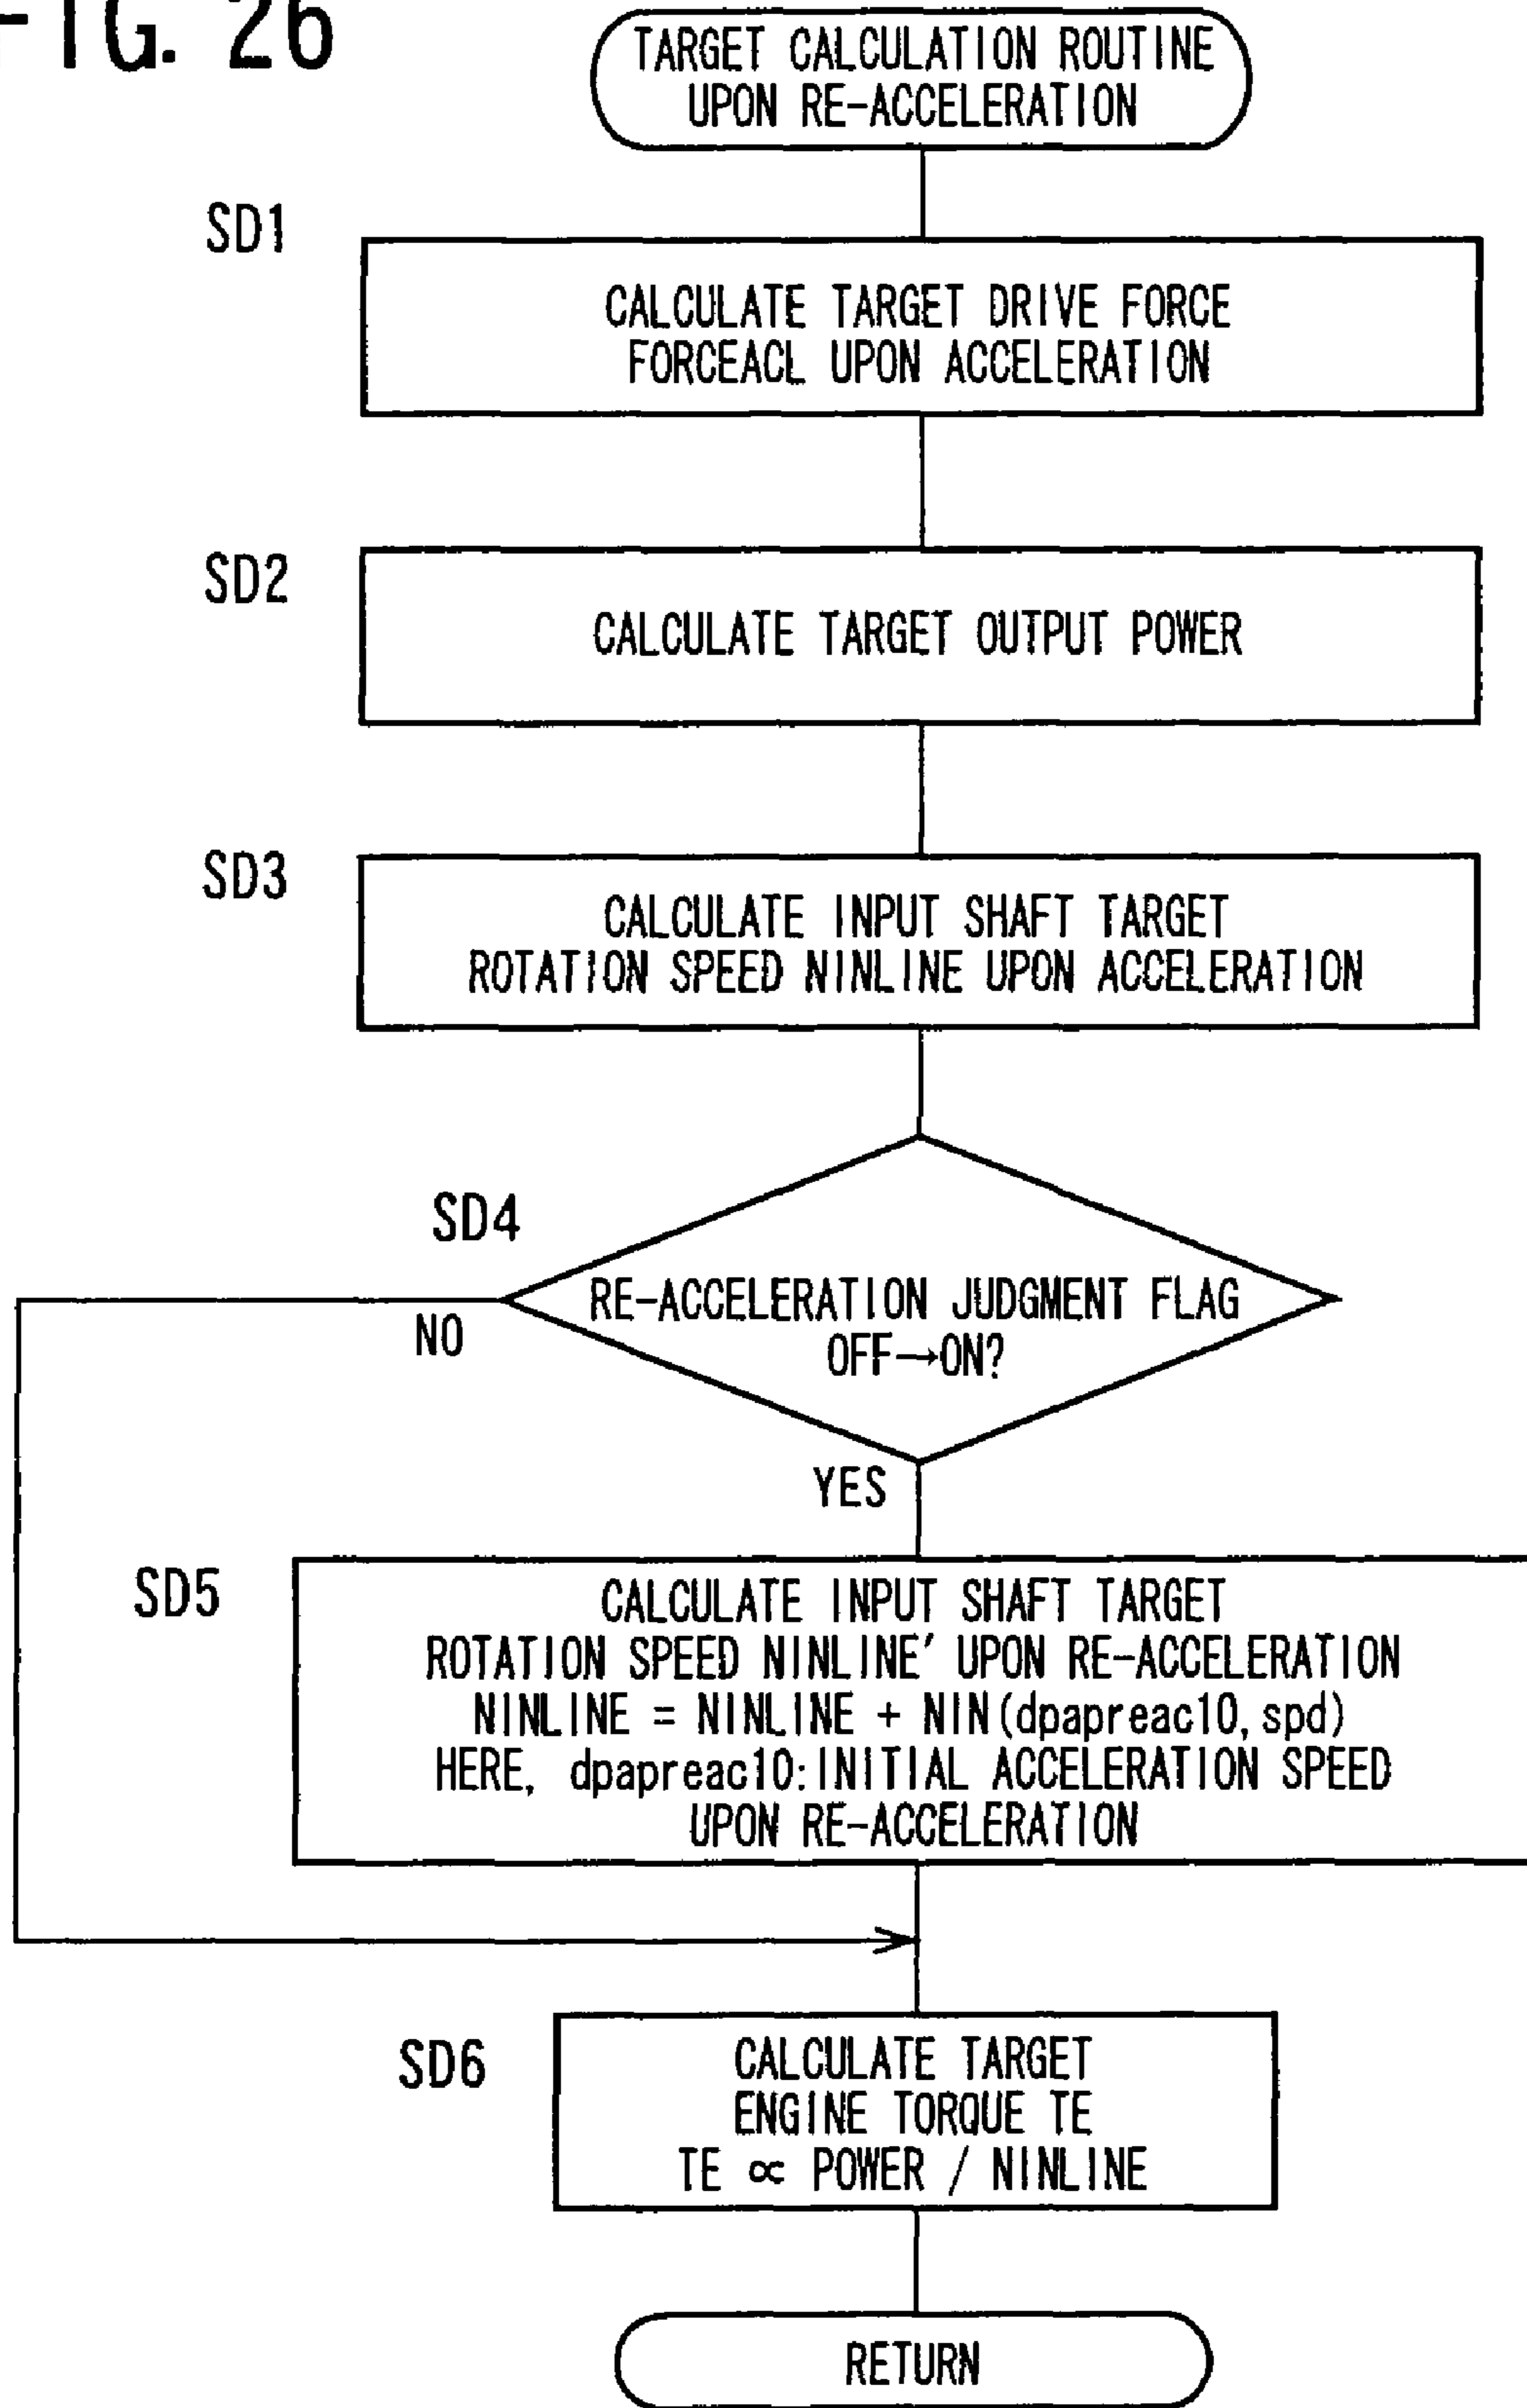 FIG. 26
TARGET CALCULATION ROUTINE
UPON RE-ACCELERATION
SD1
CALCULATE TARGET DRIVE FORCE
FORCEACL UPON ACCELERATION
SD2
CALCULATE TARGET OUTPUT POWER
SD3
CALCULATE INPUT SHAFT TARGET
ROTATION SPEED NINLINE UPON ACCELERATION
SD4
RE-ACCELERATION JUDGMENT FLAG
OFF→ON?
NO
YES
SD5
CALCULATE INPUT SHAFT TARGET
ROTATION SPEED NINLINE' UPON RE-ACCELERATION
NINLINE = NINLINE + NIN(dpapreac10,spd)
HERE, dpapreac10:INITIAL ACCELERATION SPEED
UPON RE-ACCELERATION
SD6
CALCULATE TARGET
ENGINE TORQUE TE
TE ∝ POWER / NINLINE
RETURN